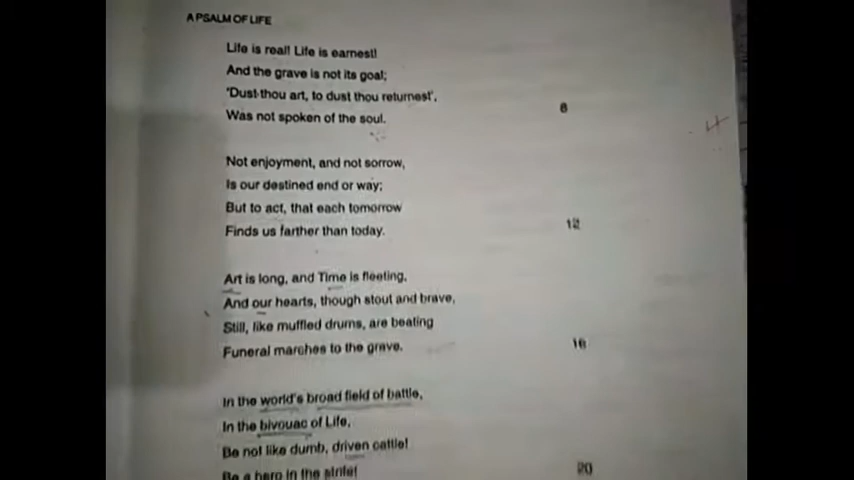 A PSALM OF LIFE
Life is real! Life is earnest!
And the grave is not its goal;
'Dust thou art, to dust thou returnest',
Was not spoken of the soul. 8
Not enjoyment, and not sorrow,
Is our destined end or way;
But to act, that each tomorrow
Finds us farther than today. 12
Art is long, and Time is fleeting,
And our hearts, though stout and brave,
Still, like muffled drums, are beating
Funeral marches to the grave. 16
In the world's broad field of battle,
In the bivouac of Life,
Be not like dumb, driven cattle!
Be a hero in the strife! 20